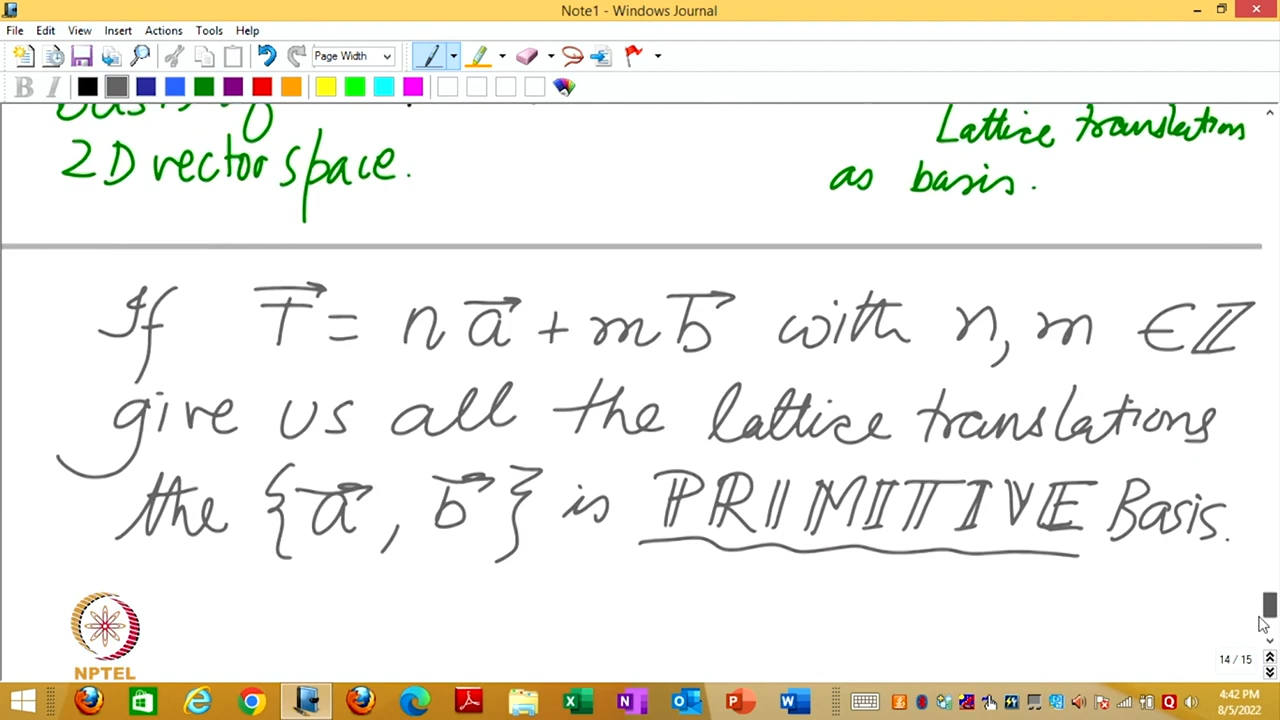 Note1 - Windows Journal
File Edit View Insert Actions Tools Help
Page Width
B I
basis of
Lattice translation
2D vector space.
as basis.
If T⃗ = n a⃗ + m b⃗ with n, m ∈ ℤ
give us all the lattice translations
the {a⃗, b⃗} is PRIMITIVE Basis.
NPTEL
14 / 15
4:42 PM
8/5/2022